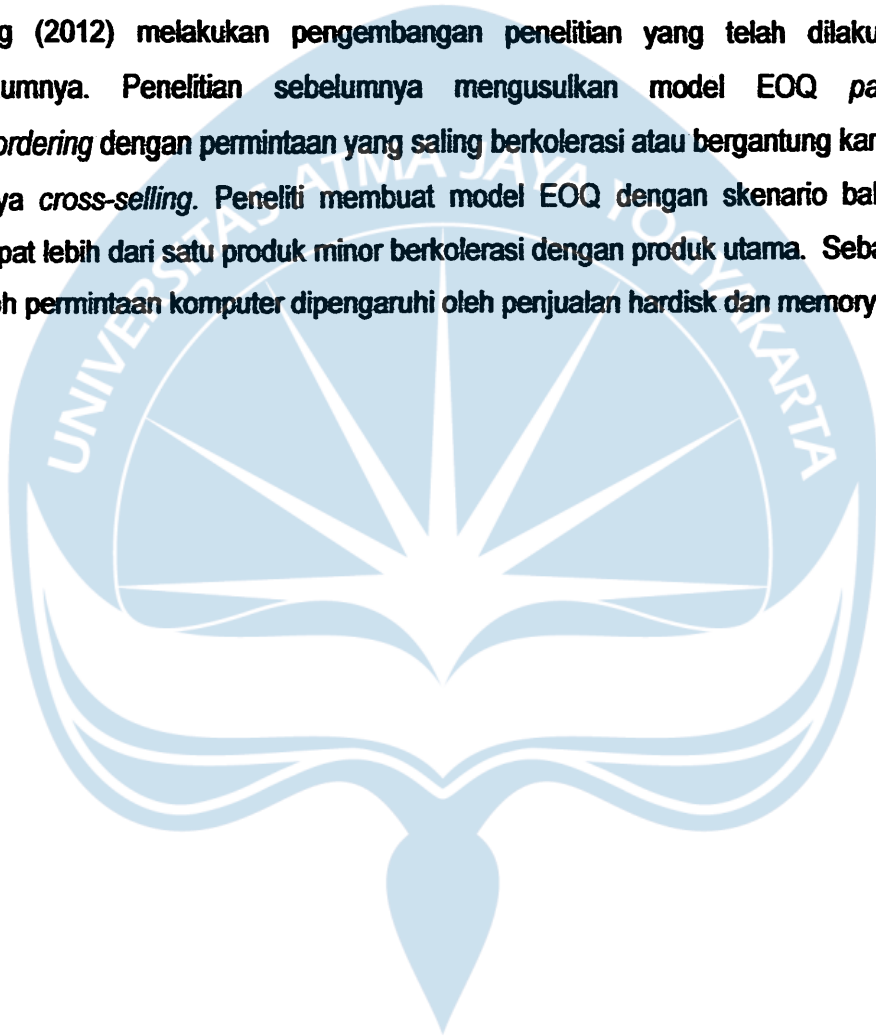 g (2012) melakukan pengembangan penelitian yang telah dilaku
umnya. Penelitian sebelumnya mengusulkan model EOQ pa
ordering dengan permintaan yang saling berkolerasi atau bergantung kar
ya cross-selling. Peneliti membuat model EOQ dengan skenario bal
pat lebih dari satu produk minor berkolerasi dengan produk utama. Seba
h permintaan komputer dipengaruhi oleh penjualan hardisk dan memory
UNIVERSITAS ATMA JAYA YOGYAKARTA